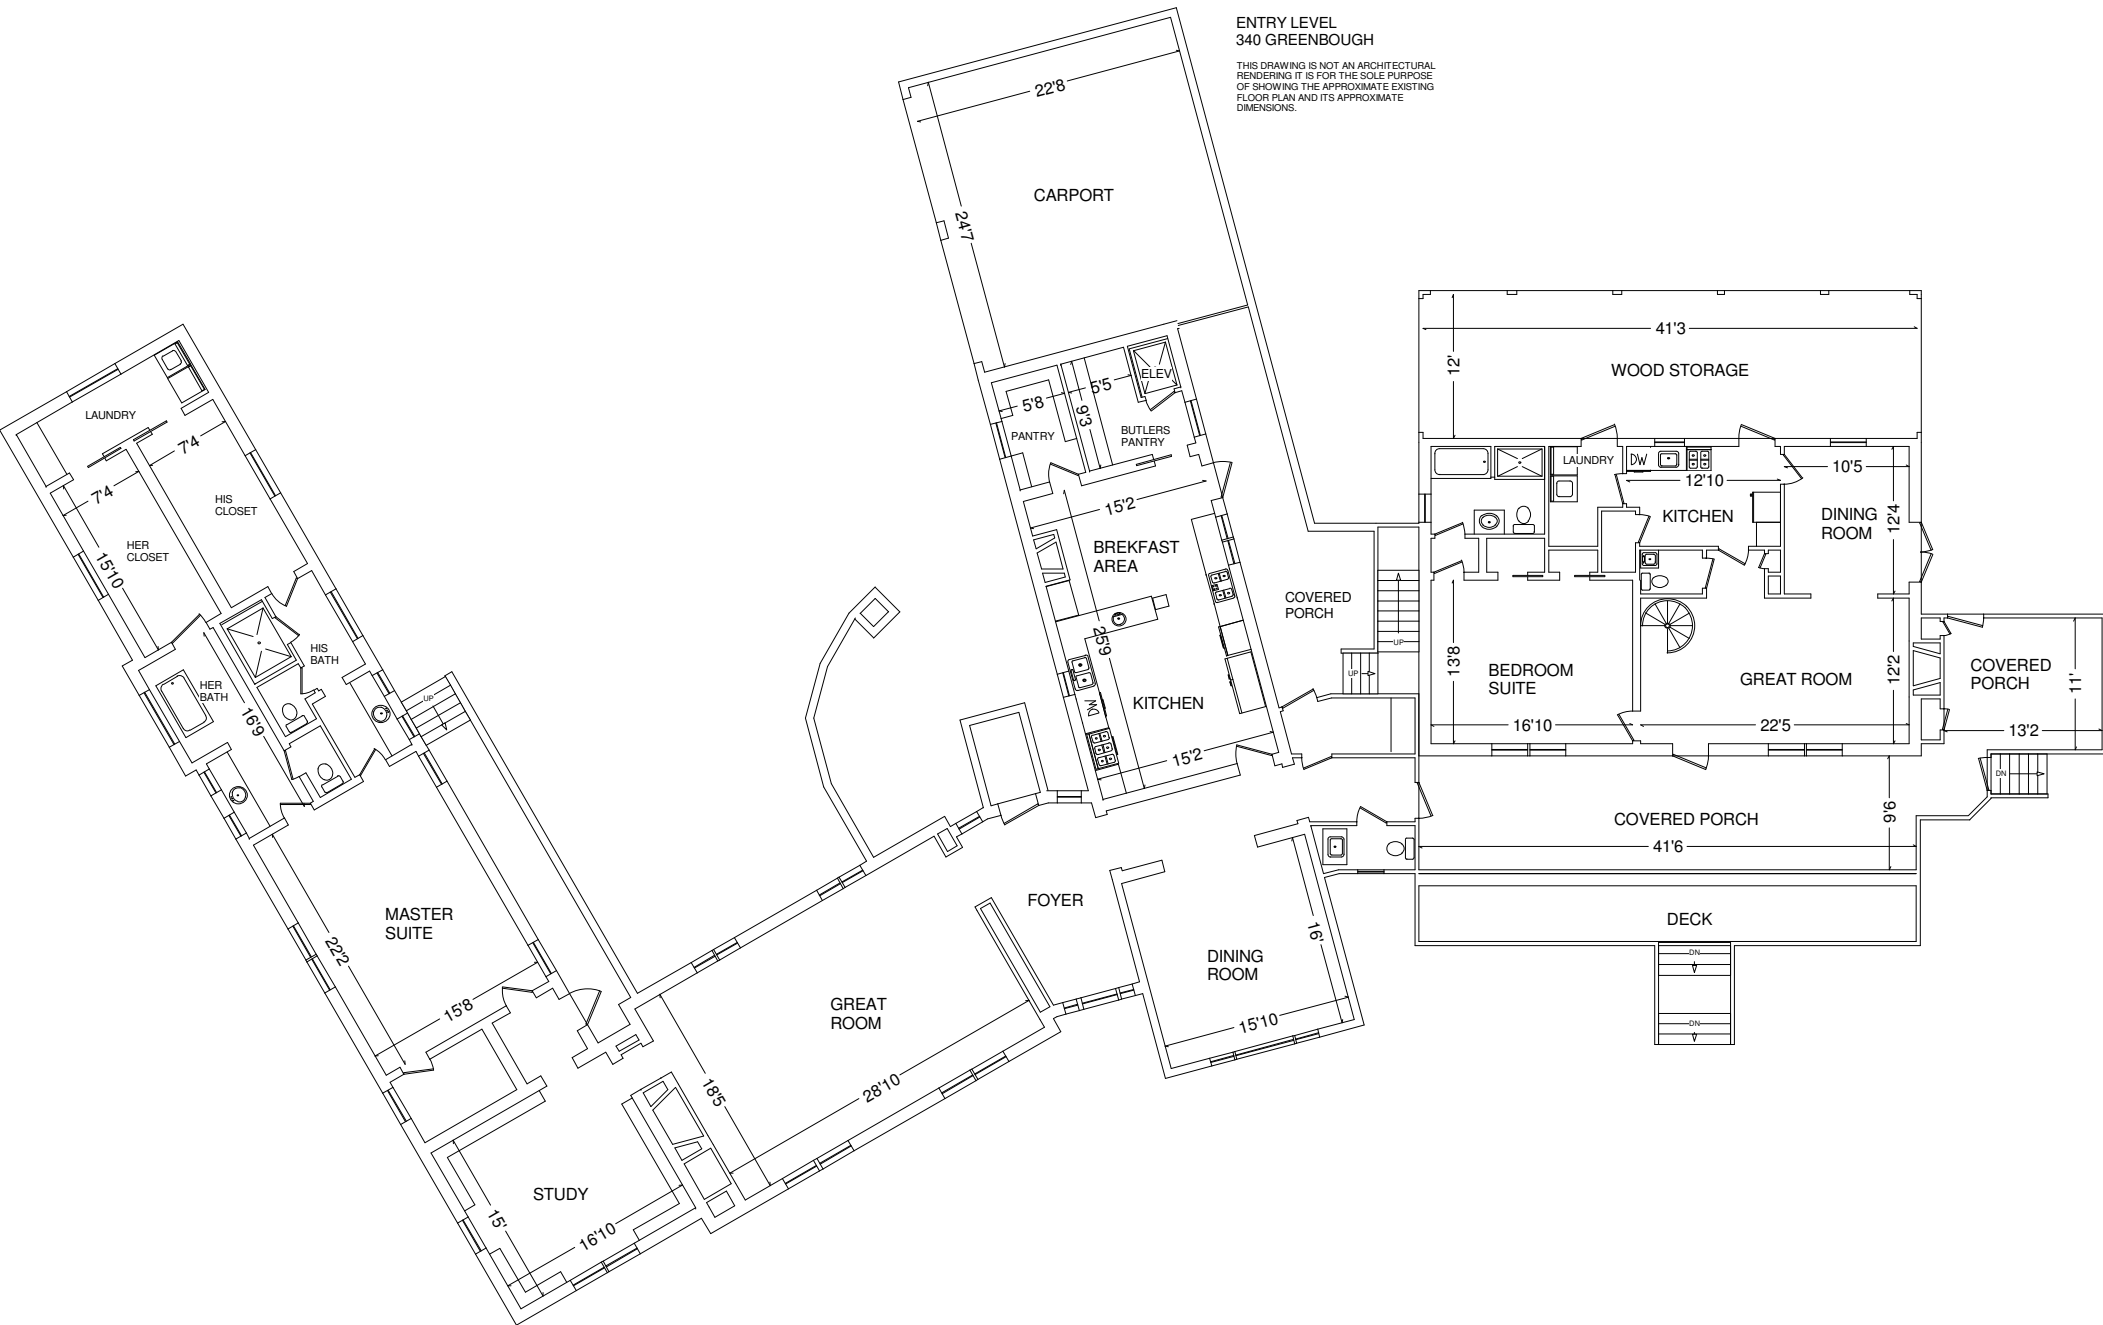 ENTRY LEVEL
340 GREENBOUGH
THIS DRAWING IS NOT AN ARCHITECTURAL
RENDERING IT IS FOR THE SOLE PURPOSE
OF SHOWING THE APPROXIMATE EXISTING
FLOOR PLAN AND ITS APPROXIMATE
DIMENSIONS.
22'8
CARPORT
24'7
41'3
12'
WOOD STORAGE
ELEV
5'5
5'8
9'3
PANTRY
BUTLERS
PANTRY
LAUNDRY
7'4
7'4
HIS
CLOSET
HER
CLOSET
15'10
15'2
BREKFAST
AREA
25'9
LAUNDRY
DW
12'10
KITCHEN
10'5
DINING
ROOM
12'4
COVERED
PORCH
UP
UP
HIS
BATH
HER
BATH
16'9
UP
DW
KITCHEN
15'2
13'8
BEDROOM
SUITE
16'10
GREAT ROOM
12'2
22'5
COVERED
PORCH
11'
13'2
DN
COVERED PORCH
9'6
41'6
MASTER
SUITE
22'2
15'8
FOYER
DINING
ROOM
16'
15'10
DECK
DN
DN
GREAT
ROOM
28'10
18'5
STUDY
15'
16'10